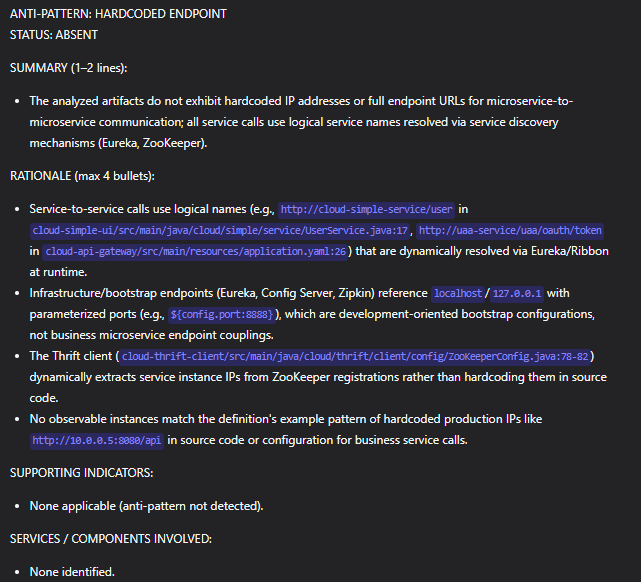 ANTI-PATTERN: HARDCODED ENDPOINT
STATUS: ABSENT
SUMMARY (1–2 lines):
• The analyzed artifacts do not exhibit hardcoded IP addresses or full endpoint URLs for microservice-to-
microservice communication; all service calls use logical service names resolved via service discovery
mechanisms (Eureka, ZooKeeper).
RATIONALE (max 4 bullets):
• Service-to-service calls use logical names (e.g., http://cloud-simple-service/user in
cloud-simple-ui/src/main/java/cloud/simple/service/UserService.java:17, http://uaa-service/uaa/oauth/token
in cloud-api-gateway/src/main/resources/application.yaml:26) that are dynamically resolved via Eureka/Ribbon
at runtime.
• Infrastructure/bootstrap endpoints (Eureka, Config Server, Zipkin) reference localhost/127.0.0.1 with
parameterized ports (e.g., ${config.port:8888}), which are development-oriented bootstrap configurations,
not business microservice endpoint couplings.
• The Thrift client (cloud-thrift-client/src/main/java/cloud/thrift/client/config/ZooKeeperConfig.java:78-82)
dynamically extracts service instance IPs from ZooKeeper registrations rather than hardcoding them in source
code.
• No observable instances match the definition's example pattern of hardcoded production IPs like
http://10.0.0.5:8080/api in source code or configuration for business service calls.
SUPPORTING INDICATORS:
• None applicable (anti-pattern not detected).
SERVICES / COMPONENTS INVOLVED:
• None identified.